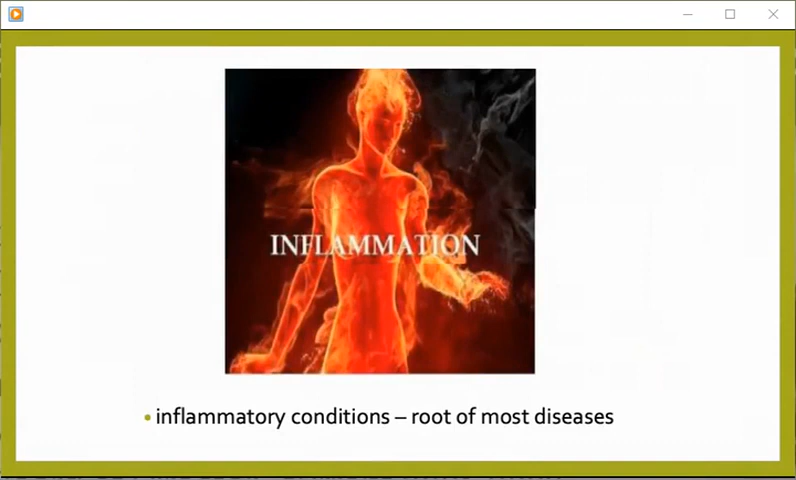 INFLAMMATION
• inflammatory conditions – root of most diseases